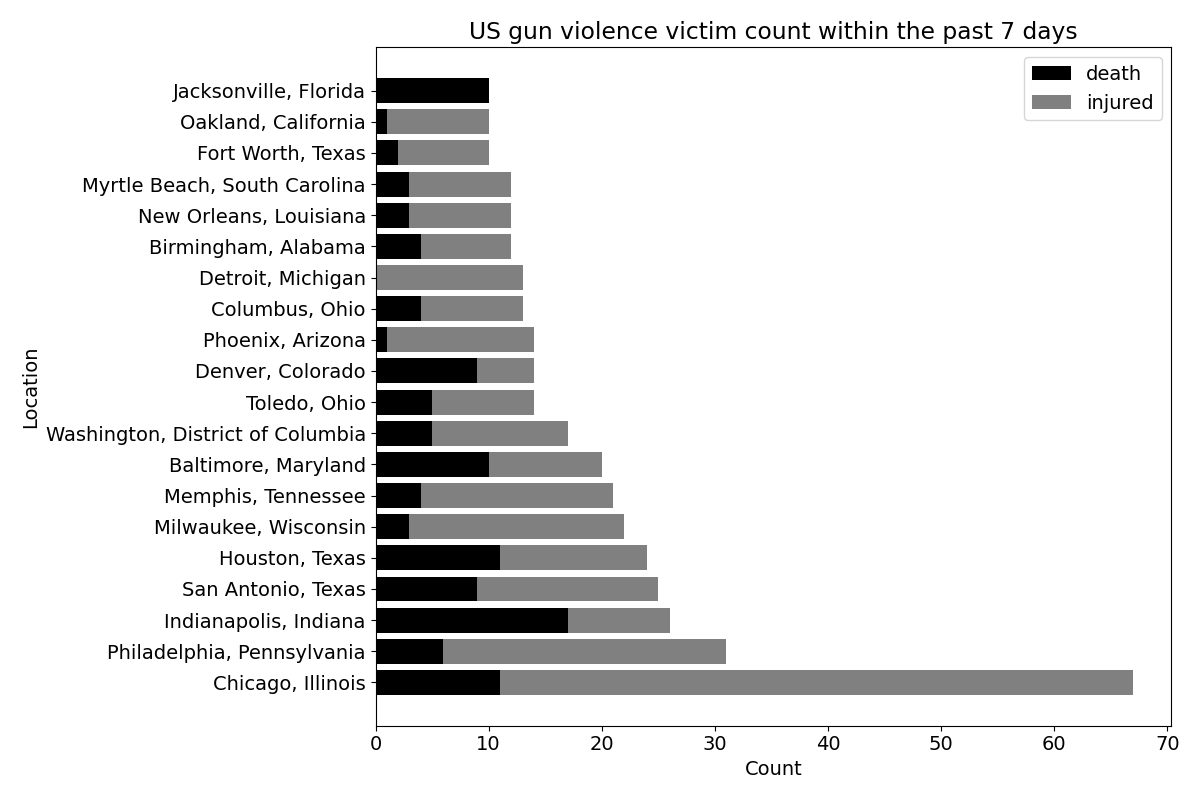 US gun violence victim count within the past 7 days
death
injured
Jacksonville, Florida
Oakland, California
Fort Worth, Texas
Myrtle Beach, South Carolina
New Orleans, Louisiana
Birmingham, Alabama
Detroit, Michigan
Columbus, Ohio
Phoenix, Arizona
Denver, Colorado
Toledo, Ohio
Washington, District of Columbia
Baltimore, Maryland
Memphis, Tennessee
Milwaukee, Wisconsin
Houston, Texas
San Antonio, Texas
Indianapolis, Indiana
Philadelphia, Pennsylvania
Chicago, Illinois
Location
0 10 20 30 40 50 60 70
Count